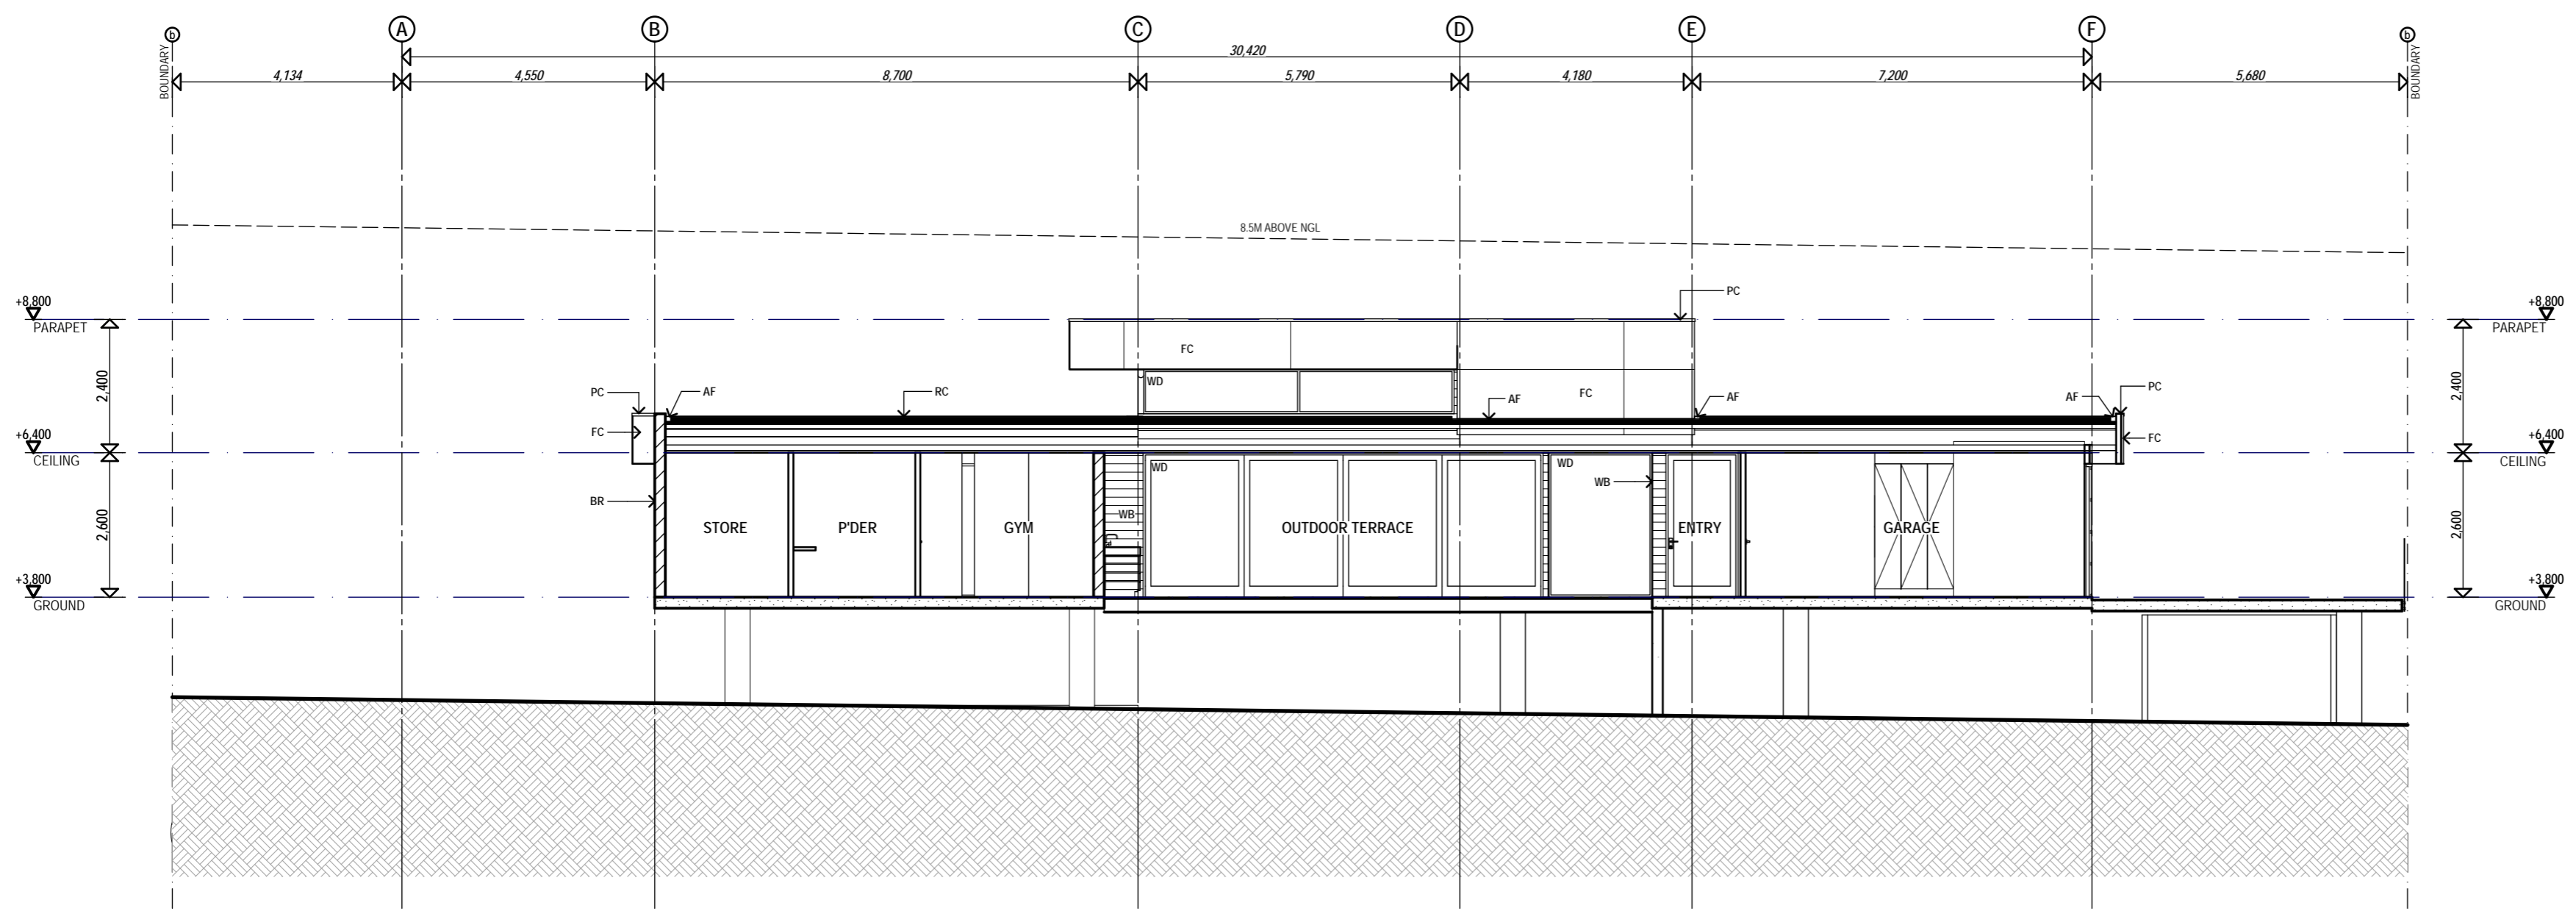 A B C D E F
b b
BOUNDARY
BOUNDARY
30,420
4,134 4,550 8,700 5,790 4,180 7,200 5,680
8.5M ABOVE NGL
PC
+8,800 +8,800
PARAPET PARAPET
FC
WD
2,400 2,400
PC AF RC AF FC AF AF PC
FC FC
+6,400 +6,400
CEILING CEILING
WD WD
WB
BR
WB
2,600 2,600
STORE P'DER GYM OUTDOOR TERRACE ENTRY GARAGE
+3,800 +3,800
GROUND GROUND